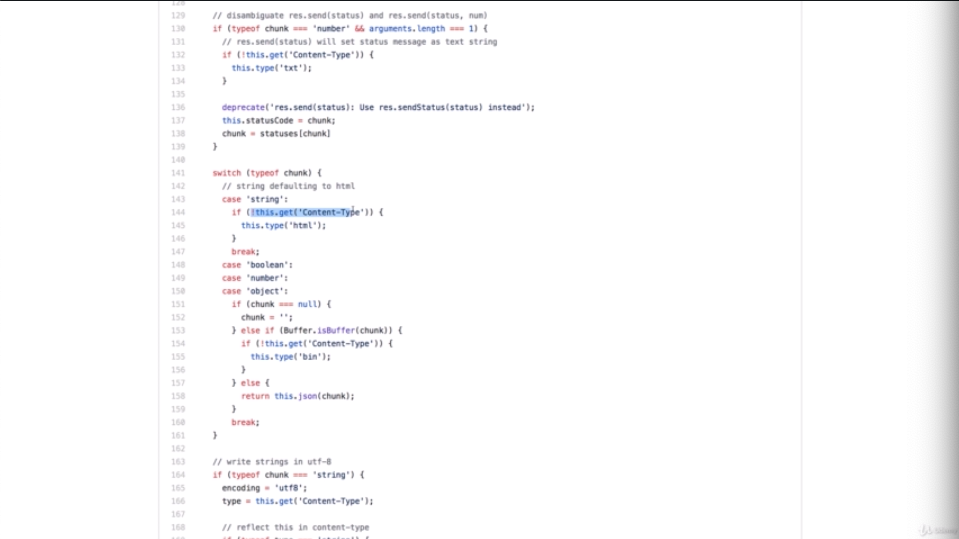 129 // disambiguate res.send(status) and res.send(status, num)
130 if (typeof chunk === 'number' && arguments.length === 1) {
131 // res.send(status) will set status message as text string
132 if (!this.get('Content-Type')) {
133 this.type('txt');
134 }
135
136 deprecate('res.send(status): Use res.sendStatus(status) instead');
137 this.statusCode = chunk;
138 chunk = statuses[chunk]
139 }
140
141 switch (typeof chunk) {
142 // string defaulting to html
143 case 'string':
144 if (!this.get('Content-Type')) {
145 this.type('html');
146 }
147 break;
148 case 'boolean':
149 case 'number':
150 case 'object':
151 if (chunk === null) {
152 chunk = '';
153 } else if (Buffer.isBuffer(chunk)) {
154 if (!this.get('Content-Type')) {
155 this.type('bin');
156 }
157 } else {
158 return this.json(chunk);
159 }
160 break;
161 }
162
163 // write strings in utf-8
164 if (typeof chunk === 'string') {
165 encoding = 'utf8';
166 type = this.get('Content-Type');
167
168 // reflect this in content-type